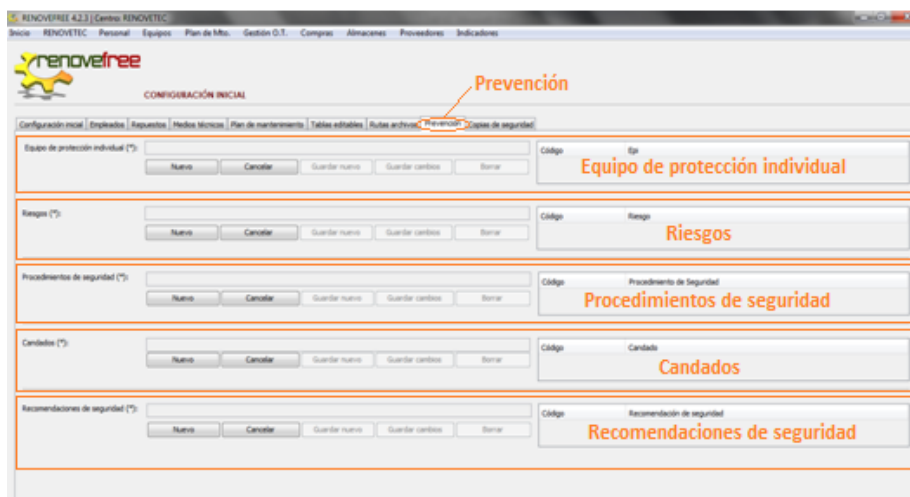 RENOVEFREE 4.2.3 | Centro: RENOVETEC
Inicio RENOVETEC Personal Equipos Plan de Mto. Gestión O.T. Compras Almacenes Proveedores Indicadores
renovefree
CONFIGURACIÓN INICIAL
Prevención
Configuración inicial Empleados Repuestos Medios técnicos Plan de mantenimiento Tablas editables Rutas archivos Prevención Copias de seguridad
Equipo de protección individual (*): Código Epi
Equipo de protección individual
Nuevo Cancelar Guardar nuevo Guardar cambios Borrar
Riesgos (*): Código Riesgo
Riesgos
Nuevo Cancelar Guardar nuevo Guardar cambios Borrar
Procedimientos de seguridad (*): Código Procedimiento de Seguridad
Procedimientos de seguridad
Nuevo Cancelar Guardar nuevo Guardar cambios Borrar
Candados (*): Código Candado
Candados
Nuevo Cancelar Guardar nuevo Guardar cambios Borrar
Recomendaciones de seguridad (*): Código Recomendación de seguridad
Recomendaciones de seguridad
Nuevo Cancelar Guardar nuevo Guardar cambios Borrar